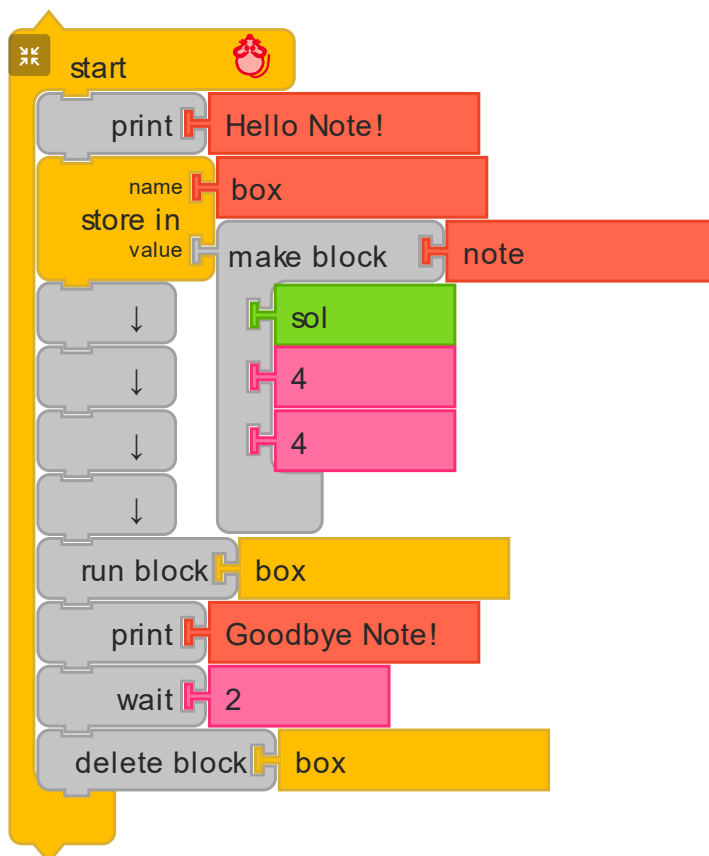 start
print Hello Note!
name box
store in
value make block note
↓ sol
↓ 4
↓ 4
↓
run block box
print Goodbye Note!
wait 2
delete block box